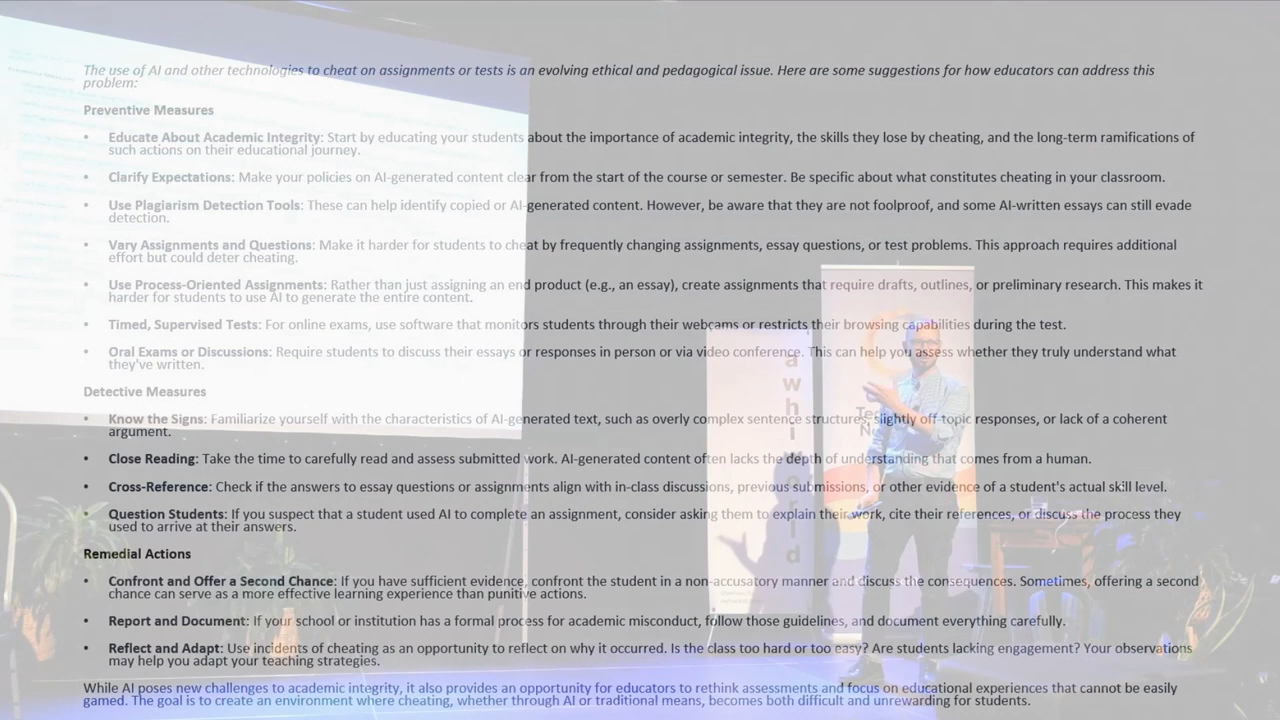 The use of AI and other technologies to cheat on assignments or tests is an evolving ethical and pedagogical issue. Here are some suggestions for how educators can address this
problem:
Preventive Measures
• Educate About Academic Integrity: Start by educating your students about the importance of academic integrity, the skills they lose by cheating, and the long-term ramifications of
such actions on their educational journey.
• Clarify Expectations: Make your policies on AI-generated content clear from the start of the course or semester. Be specific about what constitutes cheating in your classroom.
• Use Plagiarism Detection Tools: These can help identify copied or AI-generated content. However, be aware that they are not foolproof, and some AI-written essays can still evade
detection.
• Vary Assignments and Questions: Make it harder for students to cheat by frequently changing assignments, essay questions, or test problems. This approach requires additional
effort but could deter cheating.
• Use Process-Oriented Assignments: Rather than just assigning an end product (e.g., an essay), create assignments that require drafts, outlines, or preliminary research. This makes it
harder for students to use AI to generate the entire content.
• Timed, Supervised Tests: For online exams, use software that monitors students through their webcams or restricts their browsing capabilities during the test.
• Oral Exams or Discussions: Require students to discuss their essays or responses in person or via video conference. This can help you assess whether they truly understand what
they've written.
Detective Measures
• Know the Signs: Familiarize yourself with the characteristics of AI-generated text, such as overly complex sentence structures, slightly off-topic responses, or lack of a coherent
argument.
• Close Reading: Take the time to carefully read and assess submitted work. AI-generated content often lacks the depth of understanding that comes from a human.
• Cross-Reference: Check if the answers to essay questions or assignments align with in-class discussions, previous submissions, or other evidence of a student's actual skill level.
• Question Students: If you suspect that a student used AI to complete an assignment, consider asking them to explain their work, cite their references, or discuss the process they
used to arrive at their answers.
Remedial Actions
• Confront and Offer a Second Chance: If you have sufficient evidence, confront the student in a non-accusatory manner and discuss the consequences. Sometimes, offering a second
chance can serve as a more effective learning experience than punitive actions.
• Report and Document: If your school or institution has a formal process for academic misconduct, follow those guidelines, and document everything carefully.
• Reflect and Adapt: Use incidents of cheating as an opportunity to reflect on why it occurred. Is the class too hard or too easy? Are students lacking engagement? Your observations
may help you adapt your teaching strategies.
While AI poses new challenges to academic integrity, it also provides an opportunity for educators to rethink assessments and focus on educational experiences that cannot be easily
gamed. The goal is to create an environment where cheating, whether through AI or traditional means, becomes both difficult and unrewarding for students.